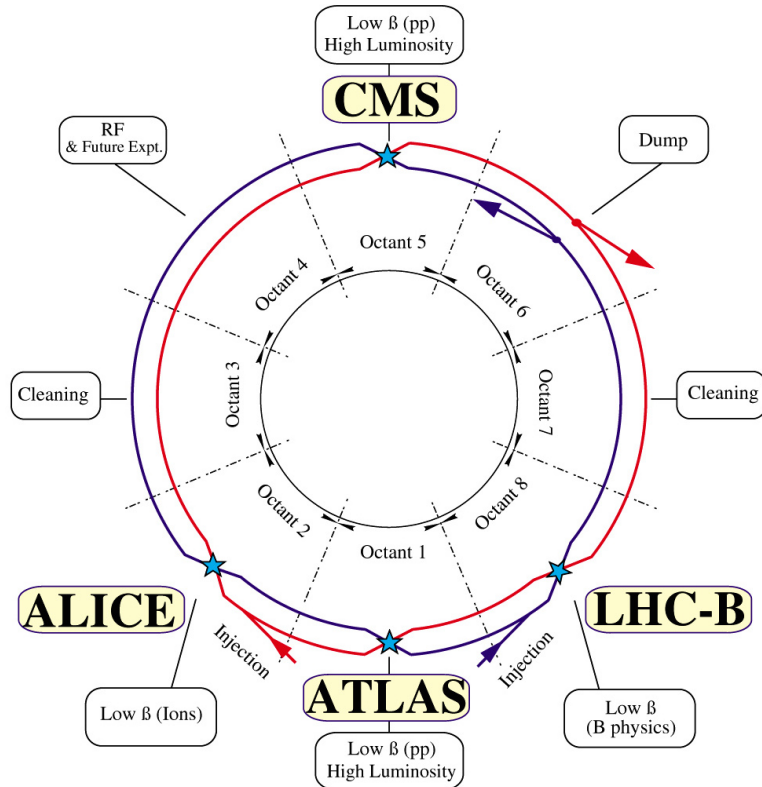 Low ß (pp)
High Luminosity
CMS
RF
& Future Expt.
Dump
Octant 5
Octant 4
Octant 6
Cleaning
Octant 3
Octant 7
Cleaning
Octant 2
Octant 8
Octant 1
ALICE
LHC-B
Injection
Injection
ATLAS
Low ß (Ions)
Low ß
(B physics)
Low ß (pp)
High Luminosity